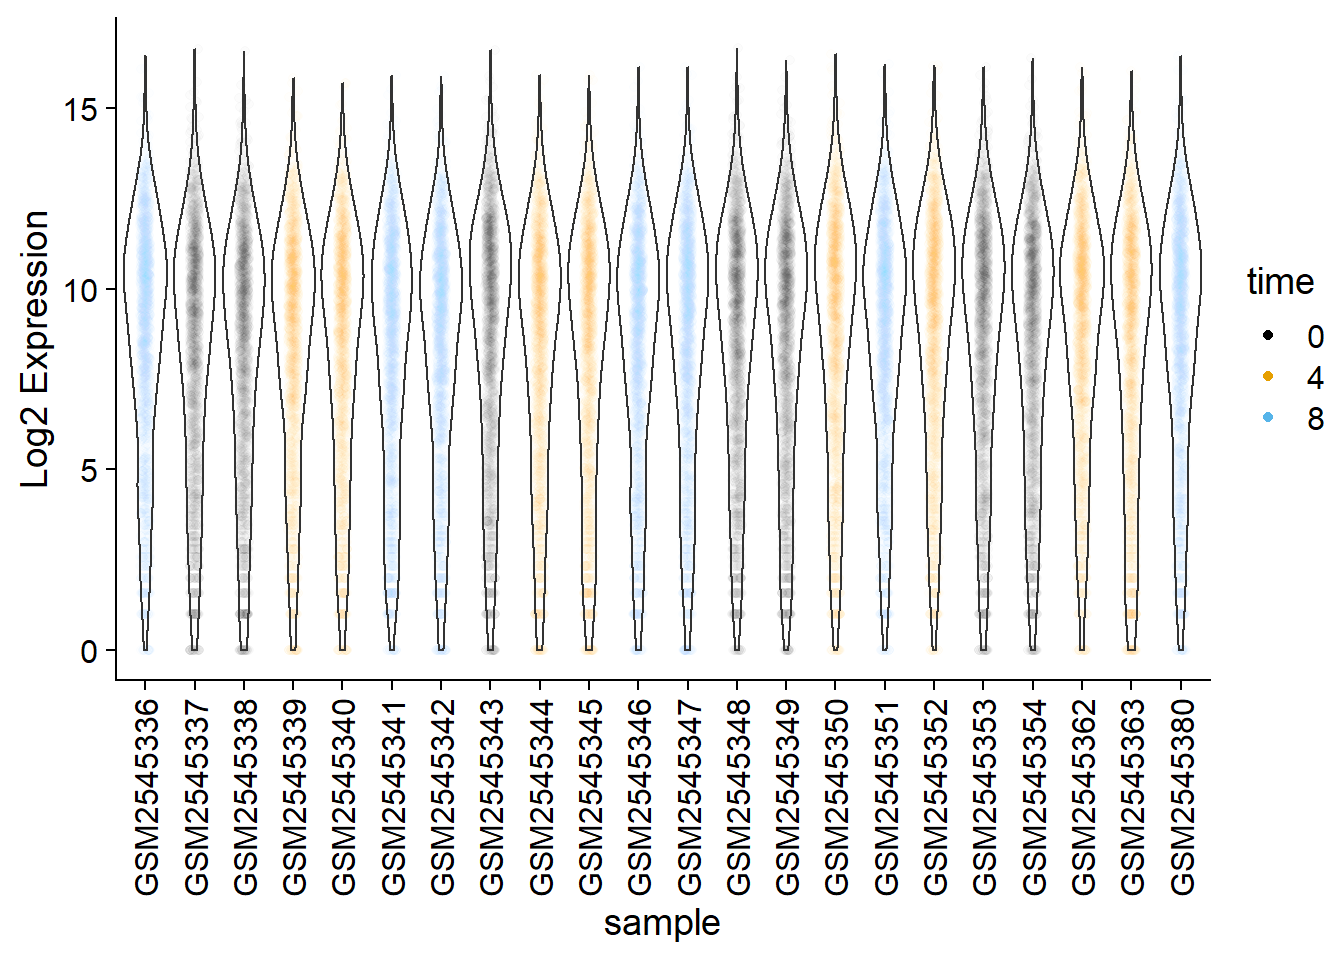 Log2 Expression
15
10
5
0
GSM2545336
GSM2545337
GSM2545338
GSM2545339
GSM2545340
GSM2545341
GSM2545342
GSM2545343
GSM2545344
GSM2545345
GSM2545346
GSM2545347
GSM2545348
GSM2545349
GSM2545350
GSM2545351
GSM2545352
GSM2545353
GSM2545354
GSM2545362
GSM2545363
GSM2545380
sample
time
0
4
8